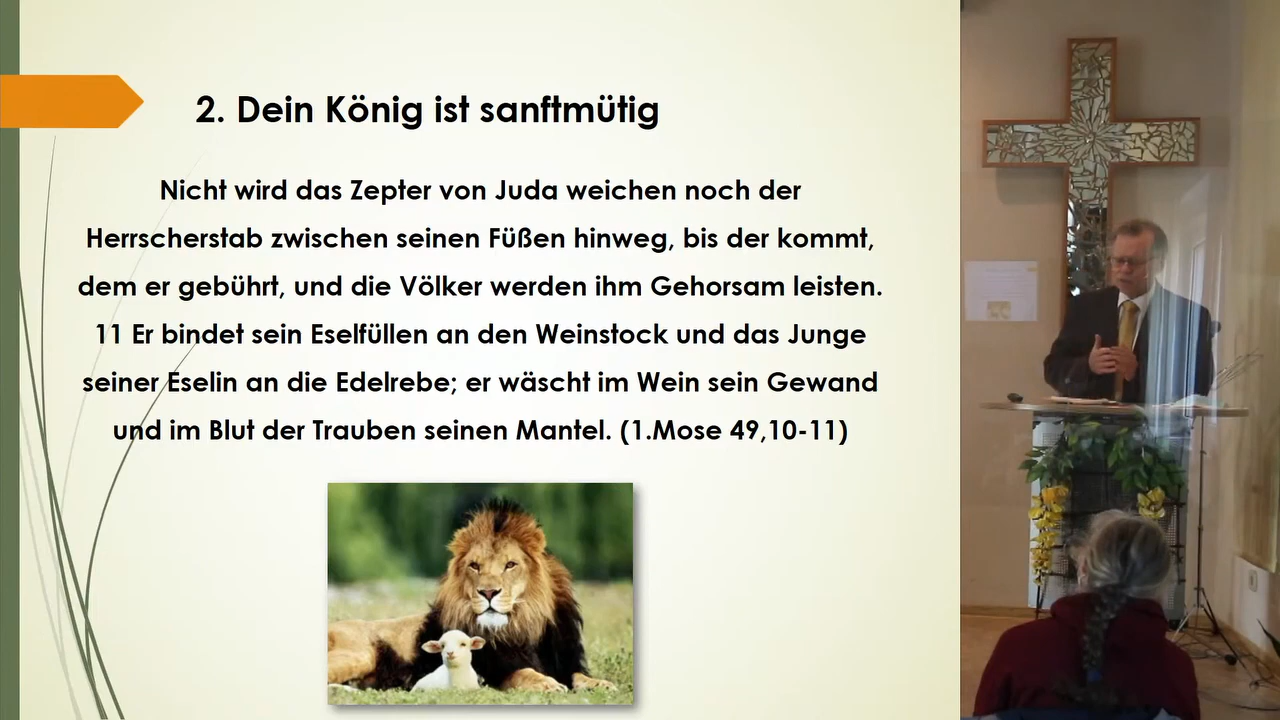 2. Dein König ist sanftmütig
Nicht wird das Zepter von Juda weichen noch der
Herrscherstab zwischen seinen Füßen hinweg, bis der kommt,
dem er gebührt, und die Völker werden ihm Gehorsam leisten.
11 Er bindet sein Eselfüllen an den Weinstock und das Junge
seiner Eselin an die Edelrebe; er wäscht im Wein sein Gewand
und im Blut der Trauben seinen Mantel. (1.Mose 49,10-11)